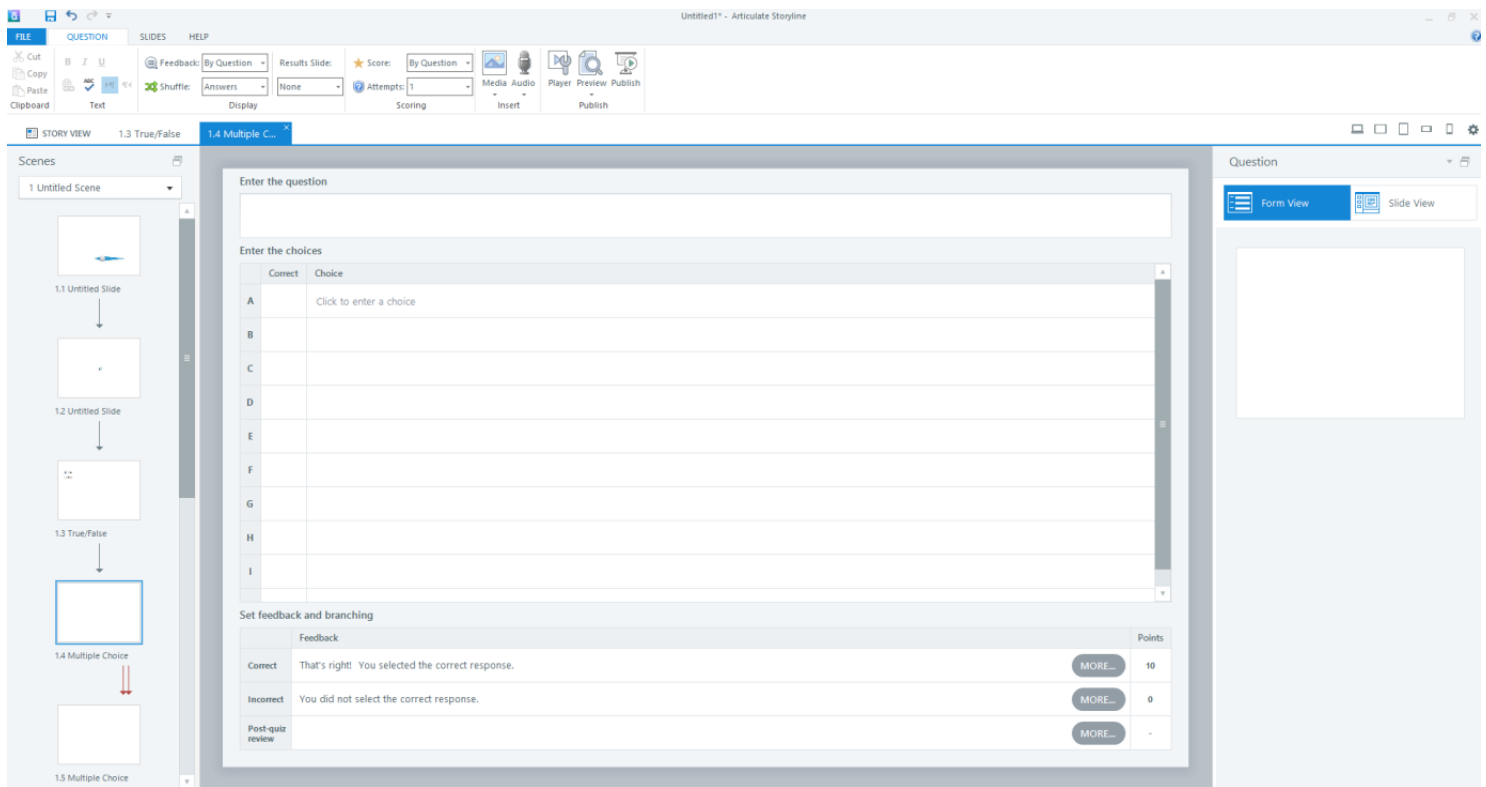 Untitled1* - Articulate Storyline
FILE QUESTION SLIDES HELP
Cut
Copy
Paste
Clipboard
B I U
ABC
Text
Feedback: By Question
Shuffle: Answers
Results Slide:
None
Display
Score: By Question
Attempts: 1
Scoring
Media Audio
Insert
Player Preview Publish
Publish
STORY VIEW 1.3 True/False 1.4 Multiple C...
Scenes
1 Untitled Scene
1.1 Untitled Slide
1.2 Untitled Slide
1.3 True/False
1.4 Multiple Choice
1.5 Multiple Choice
Enter the question
Enter the choices
Correct Choice
A Click to enter a choice
B
C
D
E
F
G
H
I
Set feedback and branching
Feedback Points
Correct That's right! You selected the correct response. MORE... 10
Incorrect You did not select the correct response. MORE... 0
Post-quiz
review MORE... -
Question
Form View Slide View